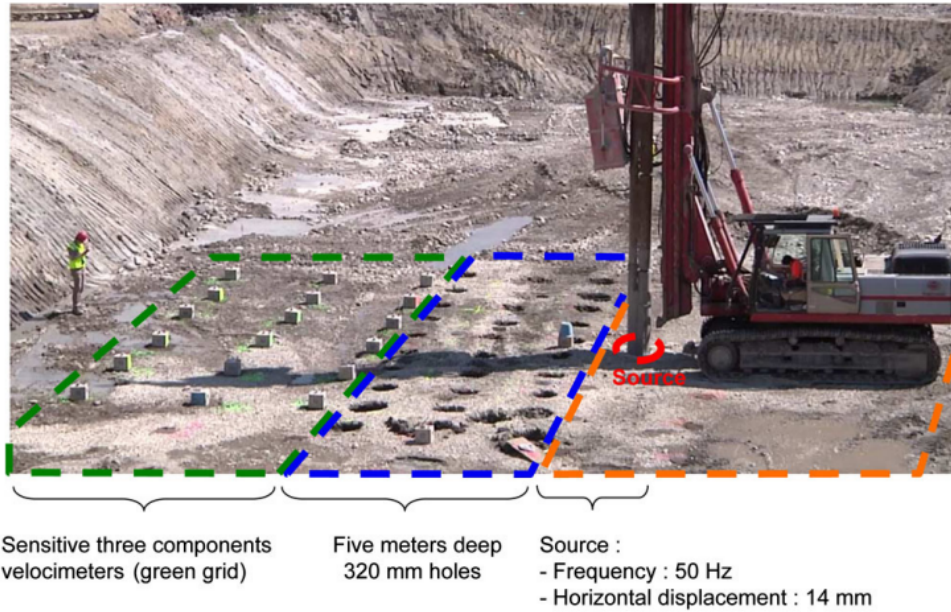 Source
Sensitive three components
velocimeters (green grid)
Five meters deep
320 mm holes
Source :
- Frequency : 50 Hz
- Horizontal displacement : 14 mm